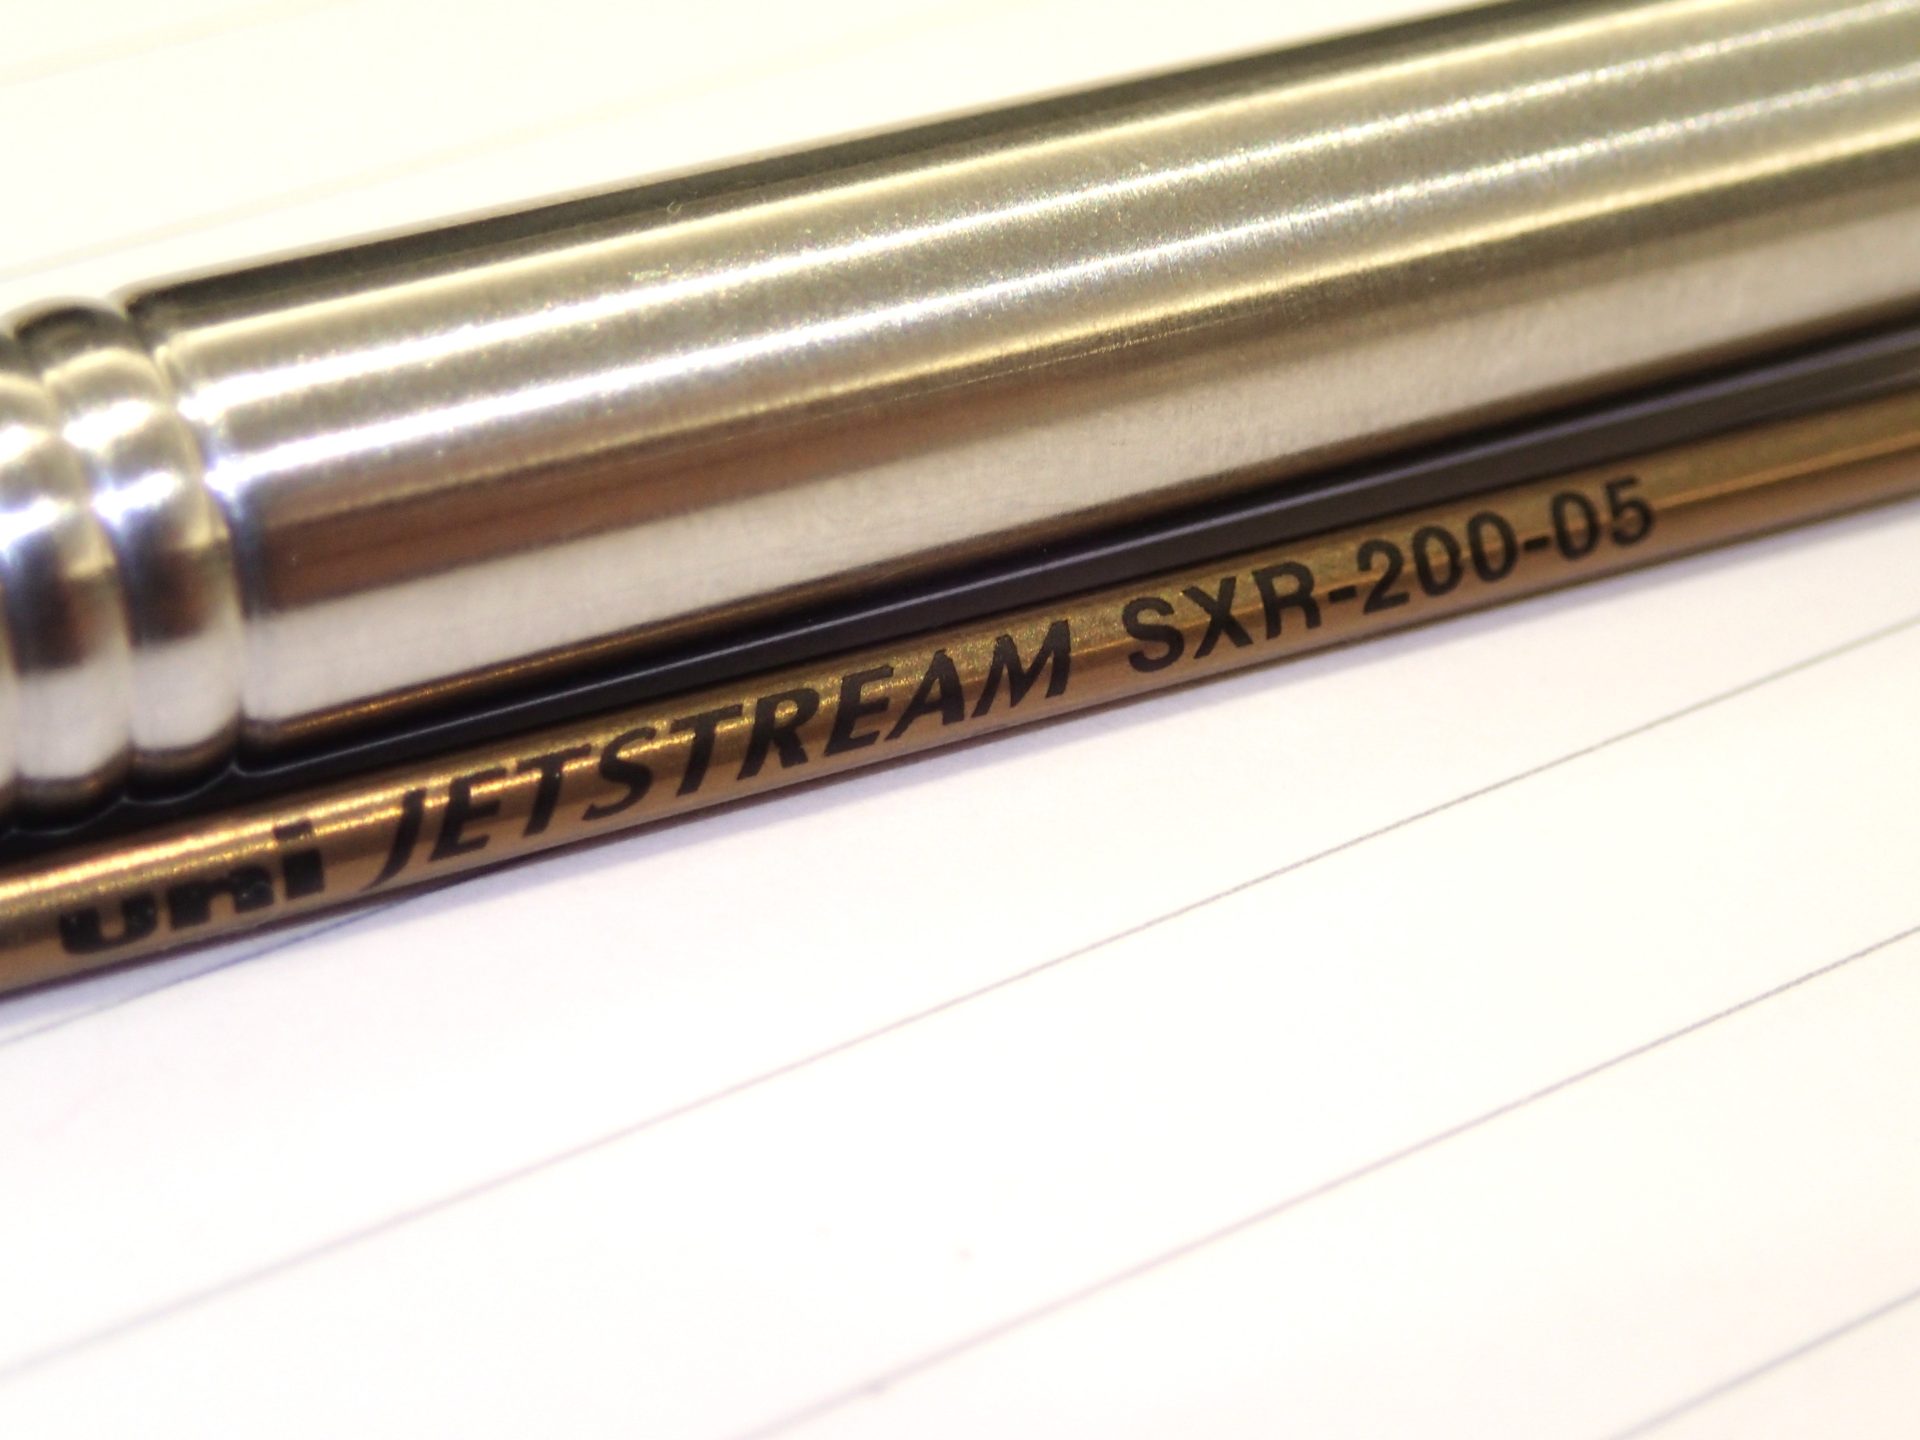 uni JETSTREAM SXR-200-05